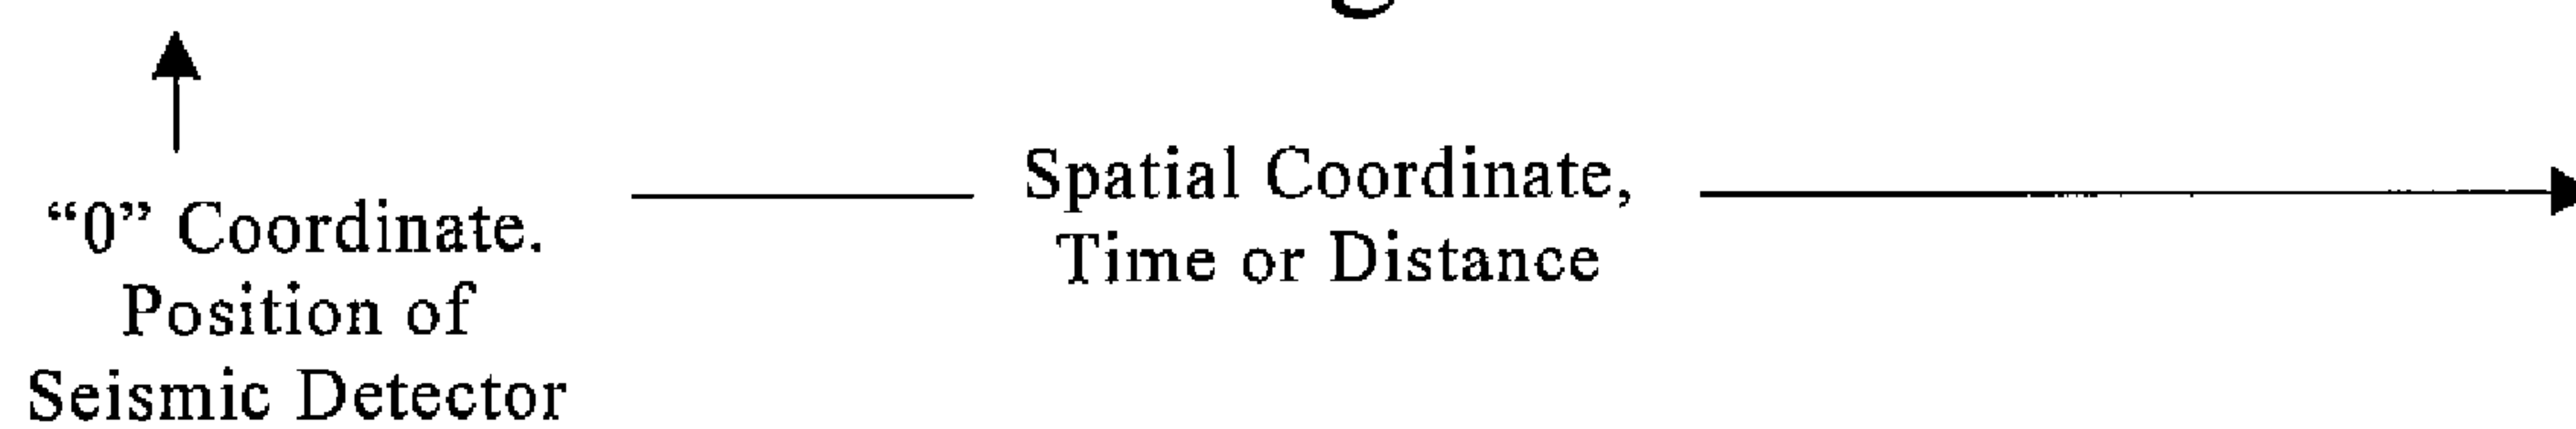 “0” Coordinate.
Position of
Seismic Detector
Spatial Coordinate,
Time or Distance